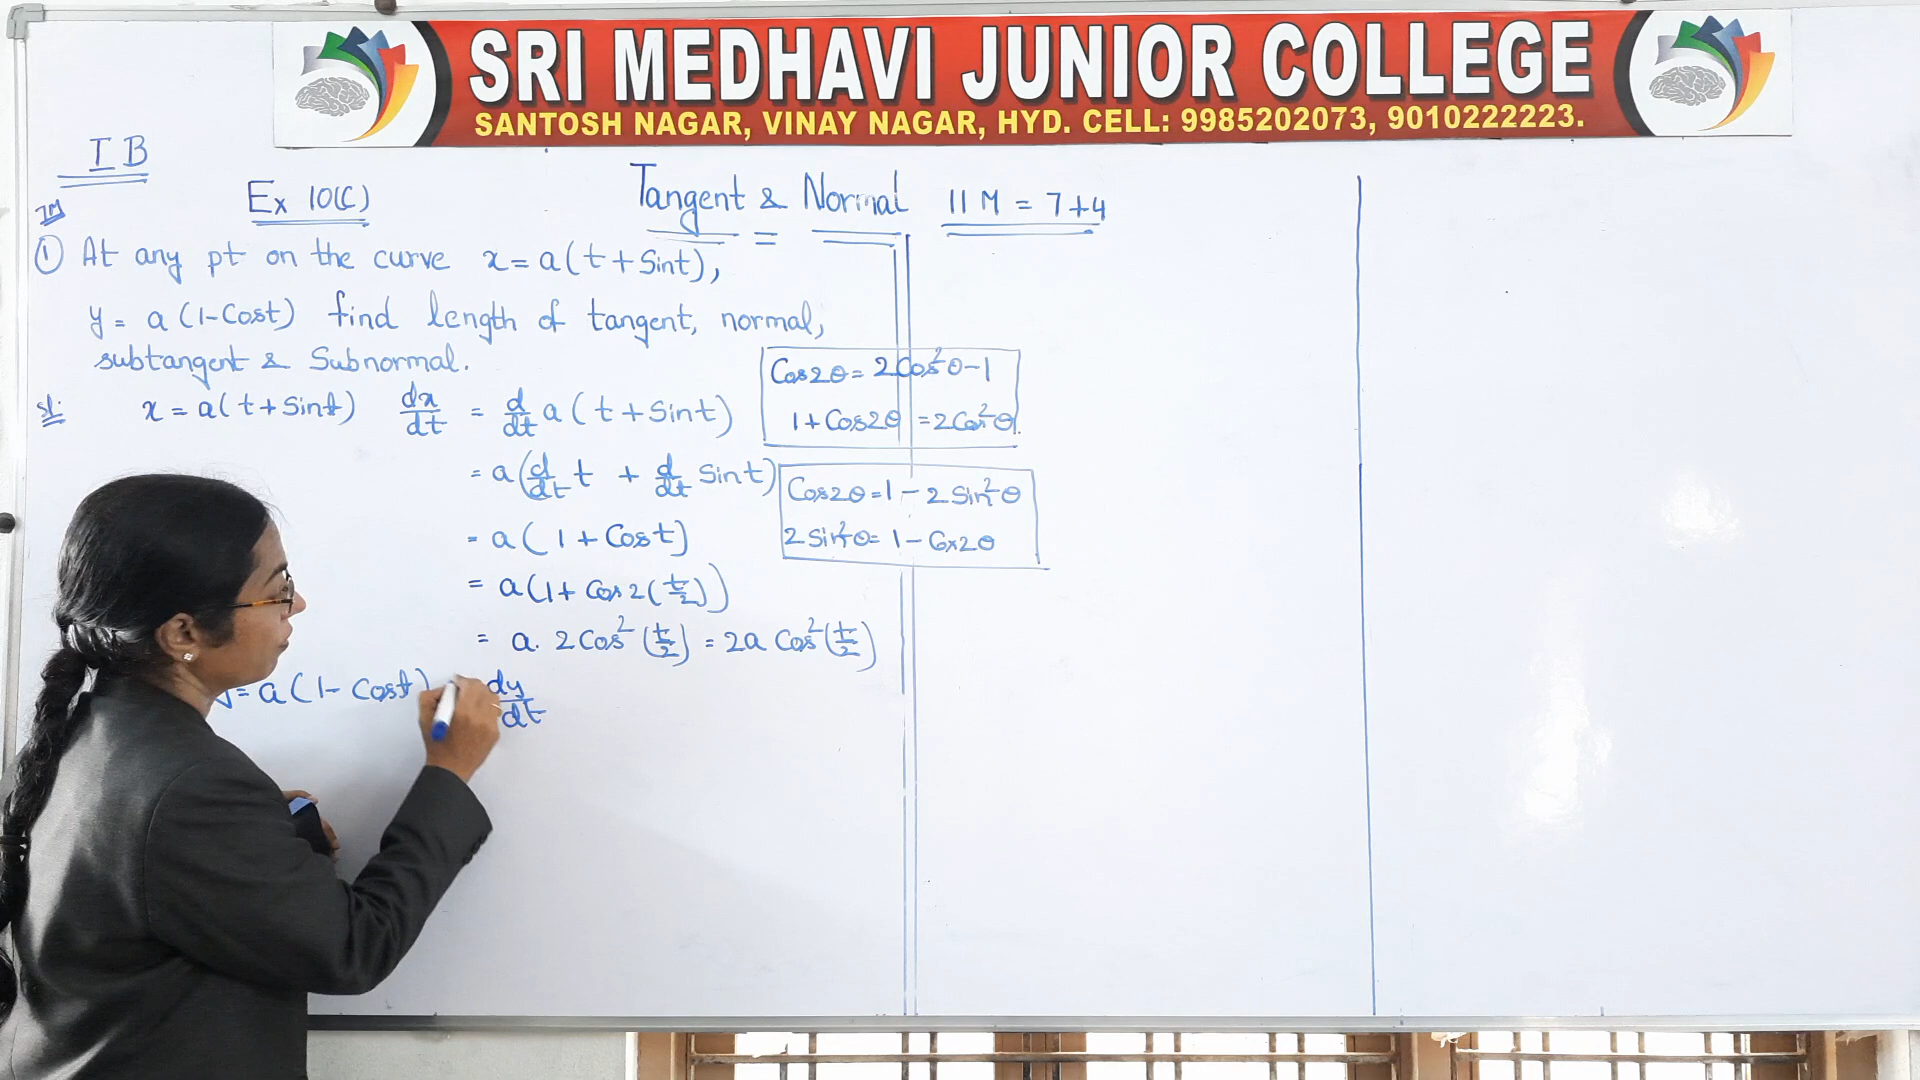 SRI MEDHAVI JUNIOR COLLEGE
SANTOSH NAGAR, VINAY NAGAR, HYD. CELL: 9985202073, 9010222223.
I B
Ex 10(C)
Tangent & Normal 11 M = 7+4
7M
① At any pt on the curve x = a(t + Sint),
y = a (1-Cost) find length of tangent, normal,
subtangent & Subnormal.
Cos2θ = 2Cos²θ-1
1+Cos2θ = 2Cos²θ.
Sol: x = a(t + Sint) dx/dt = d/dt a (t + Sint)
= a(d/dt t + d/dt Sint)
Cos2θ = 1 - 2Sin²θ
2Sin²θ = 1 - Cos2θ
= a (1 + Cost)
= a(1 + Cos2(t/2))
= a. 2Cos² (t/2) = 2a Cos²(t/2)
y = a (1 - Cost) dy/dt